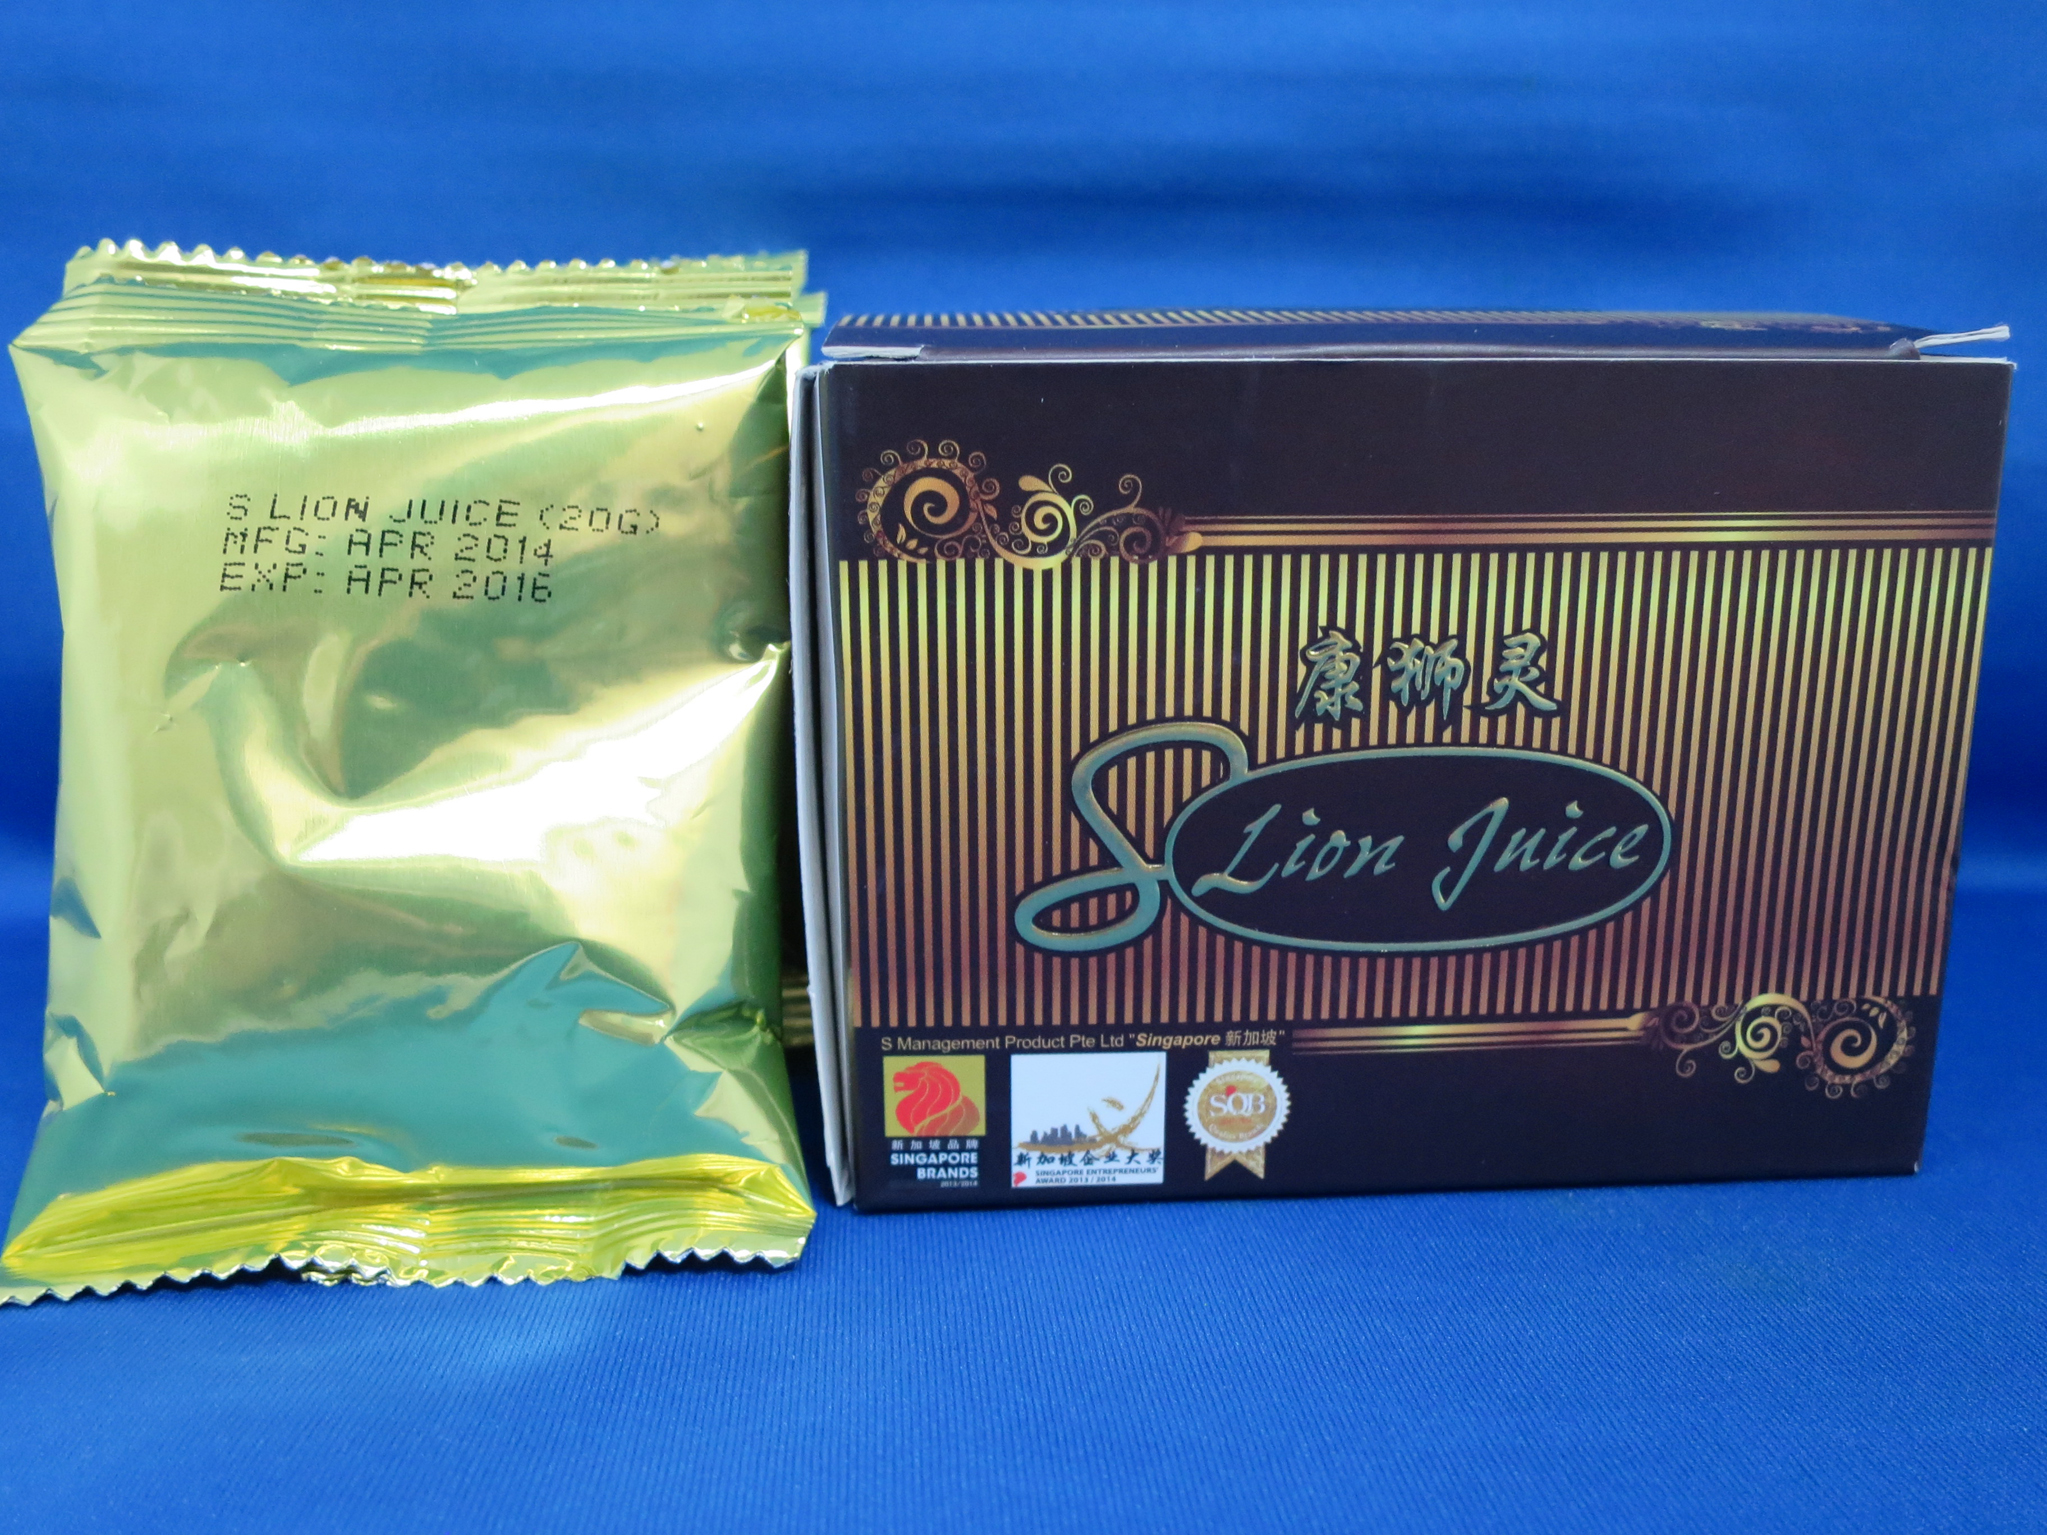 S LION JUICE (20G)
MFG: APR 2014
EXP: APR 2016
康狮灵
S Lion Juice
S Management Product Pte Ltd "Singapore 新加坡"
新加坡品牌
SINGAPORE
BRANDS
2013/2014
新加坡企业大奖
SINGAPORE ENTREPRENEURS'
AWARD 2013 / 2014
SQB